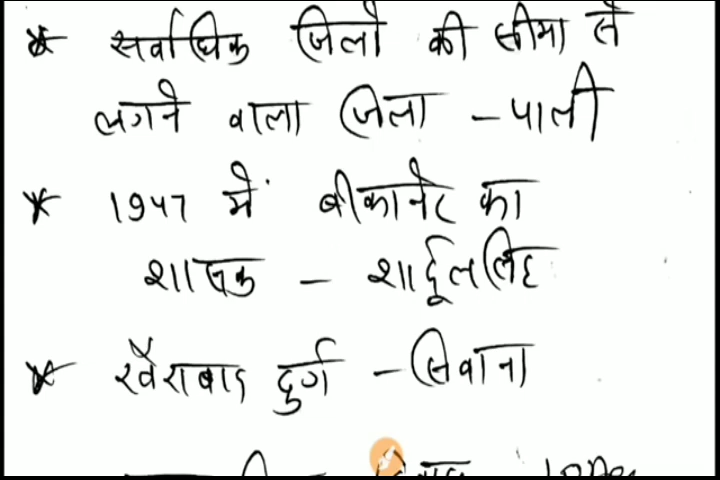 * सर्वाधिक जिलों की सीमा से
लगने वाला जिला - पाली
* 1947 में बीकानेर का
शासक - शार्दूलसिंह
* खैराबाद दुर्ग - सिवाना